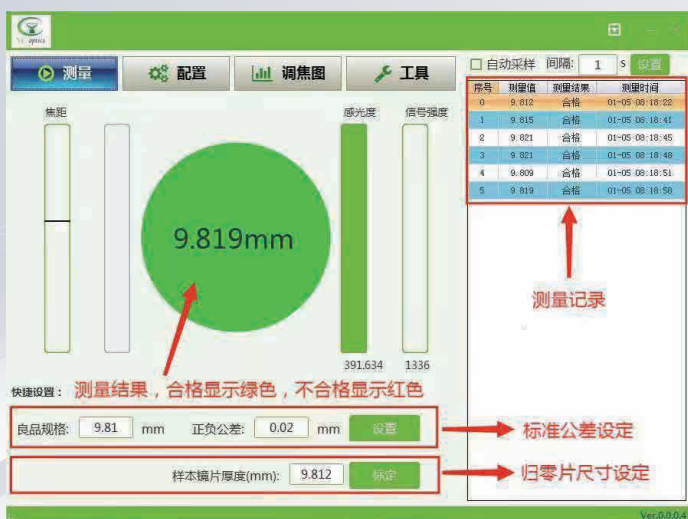 测量
配置
调焦图
工具
自动采样 间隔: 1 s 设置
序号 测量值 测量结果 测量时间
0 9.812 合格 01-05 08:18:22
1 9.815 合格 01-05 08:18:41
2 9.821 合格 01-05 08:18:45
3 9.821 合格 01-05 08:18:48
4 9.809 合格 01-05 08:18:51
5 9.819 合格 01-05 08:18:58
焦距
感光度
信号强度
9.819mm
391.634
1336
测量记录
快捷设置: 测量结果,合格显示绿色,不合格显示红色
良品规格: 9.81 mm 正负公差: 0.02 mm 设置
标准公差设定
样本镜片厚度(mm): 9.812 标定
归零片尺寸设定
Ver.0.0.0.4